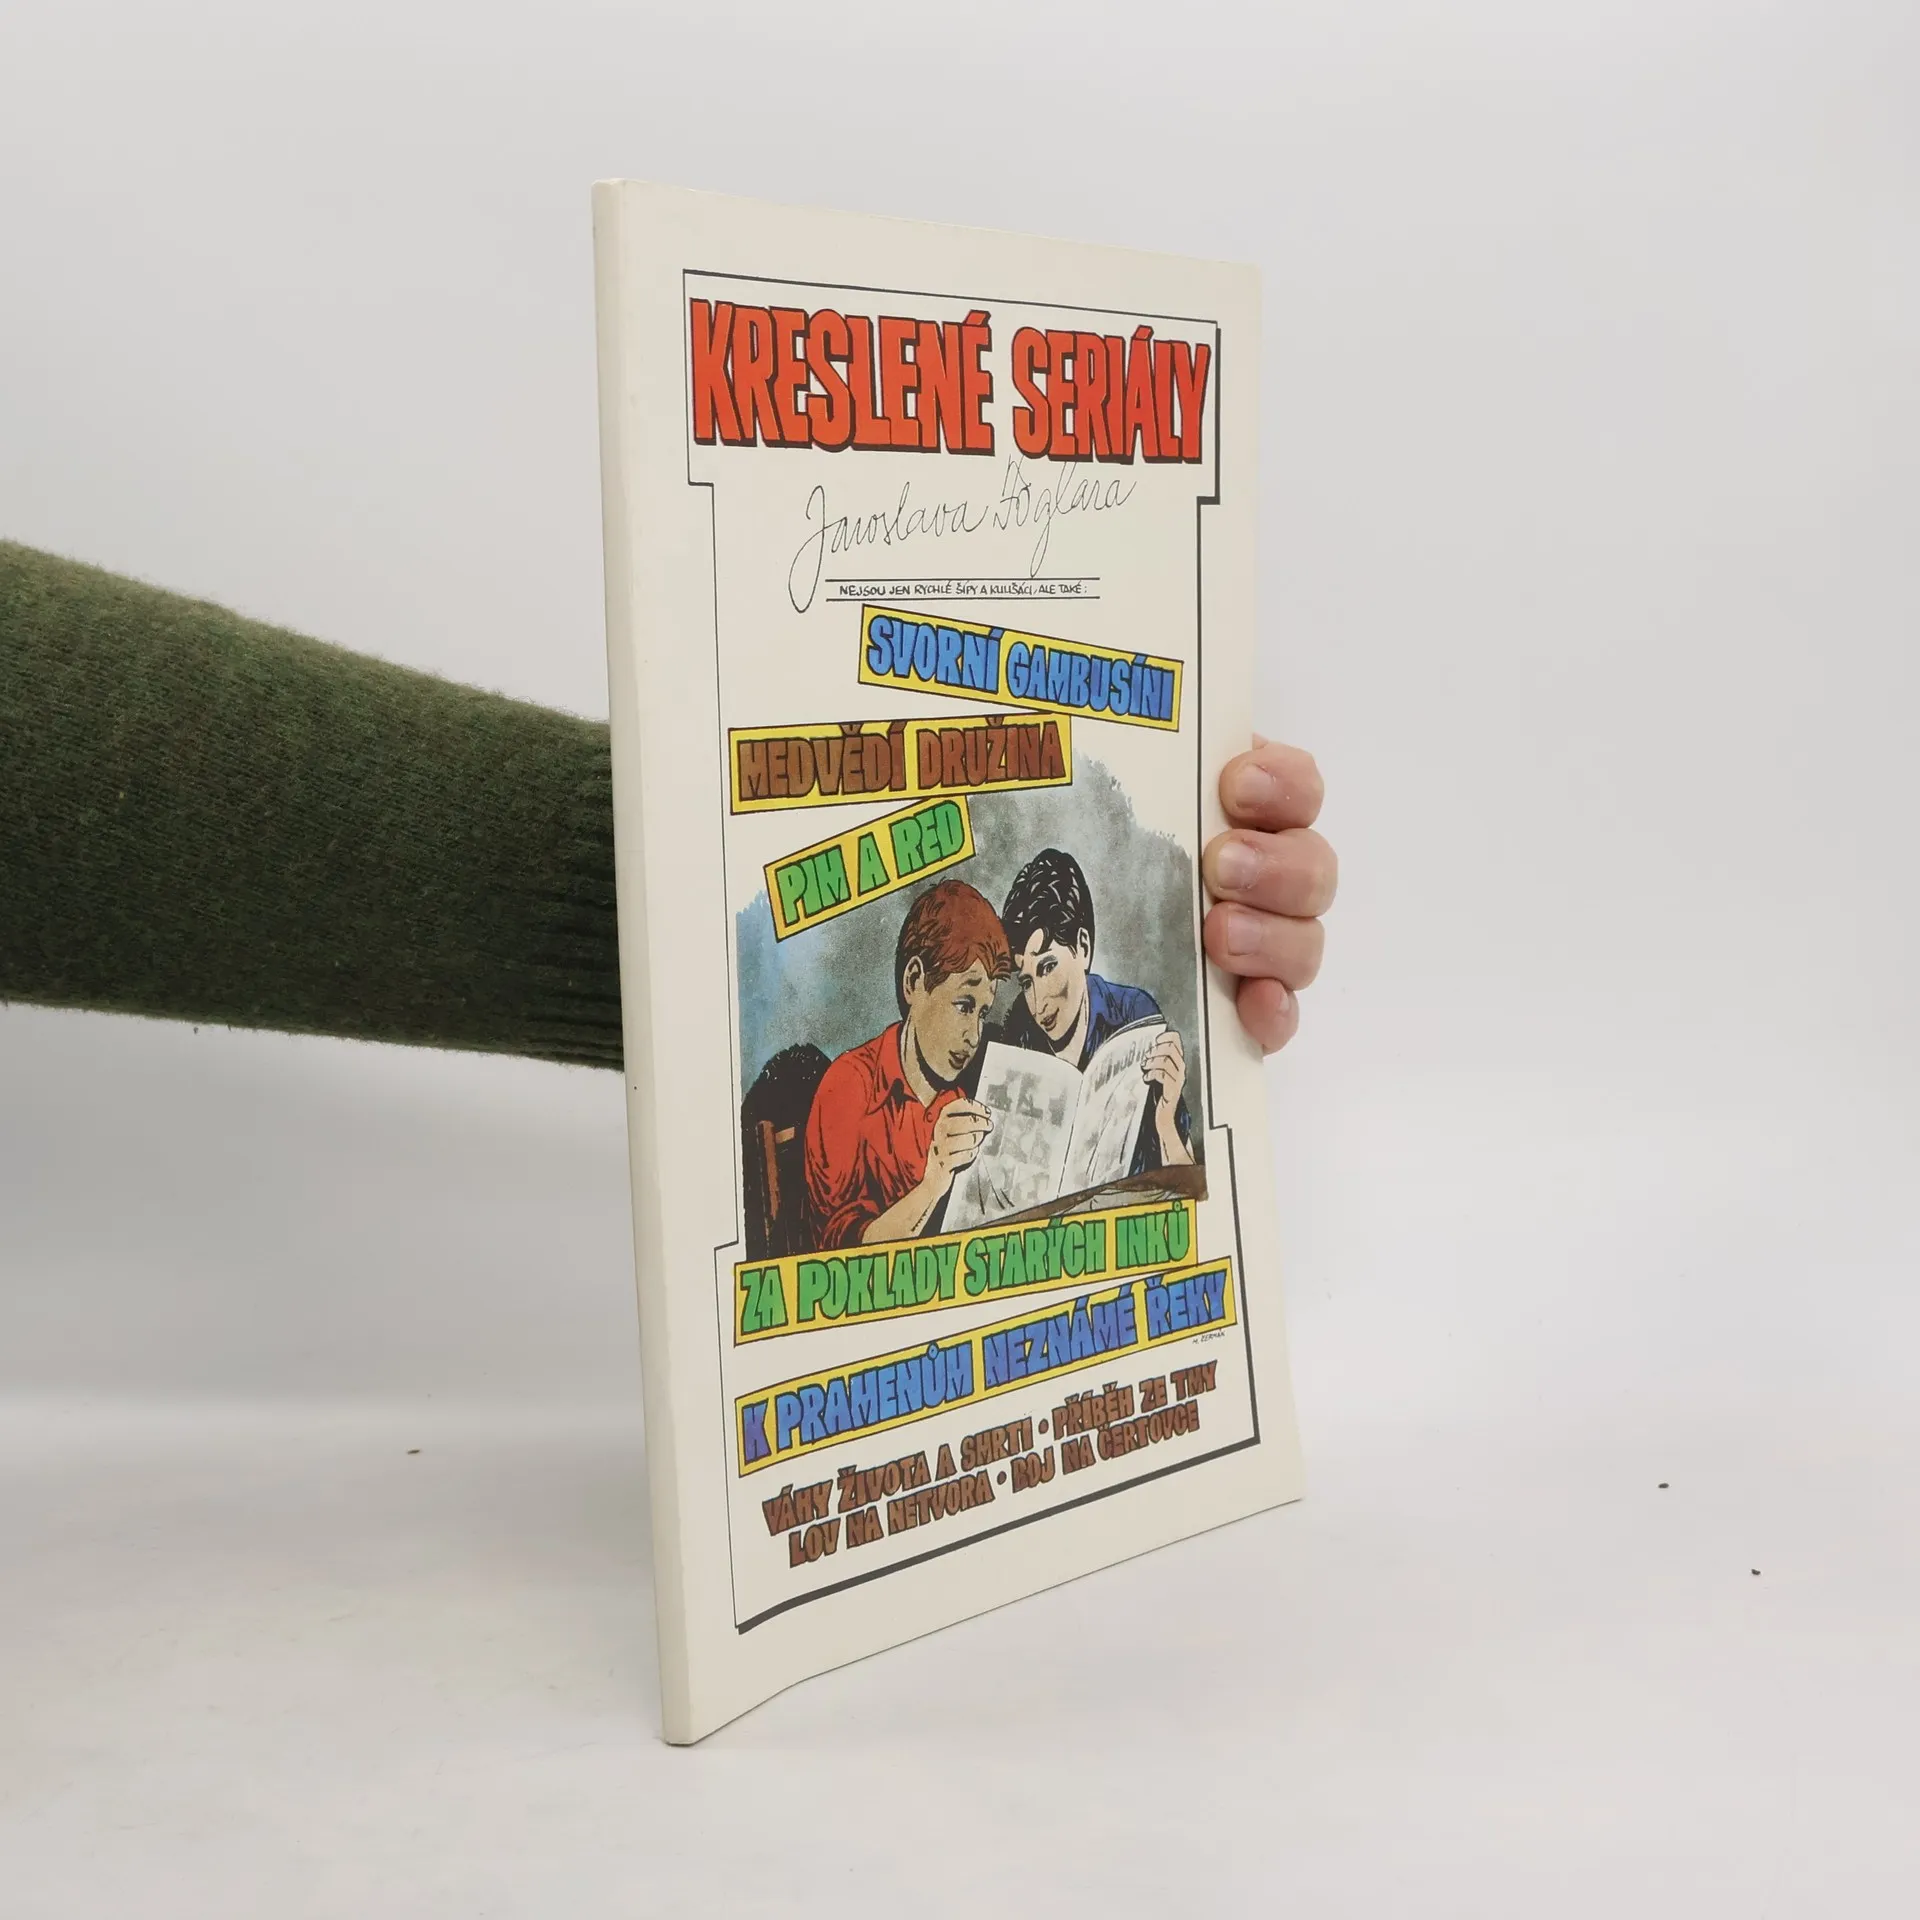 KRESLENÉ SERIÁLY
Jaroslava Foglara
NEJSOU JEN RYCHLÉ ŠÍPY A KULIŠÁCI, ALE TAKÉ:
SVORNÍ GAMBUSÍNI
MEDVĚDÍ DRUŽINA
PIM A RED
ZA POKLADY STARÝCH INKŮ
K PRAMENŮM NEZNÁMÉ ŘEKY
M. ČERMÁK
VÁHY ŽIVOTA A SMRTI • PŘÍBĚH ZE TMY
LOV NA NETVORA • BOJ NA ČERTOVCE